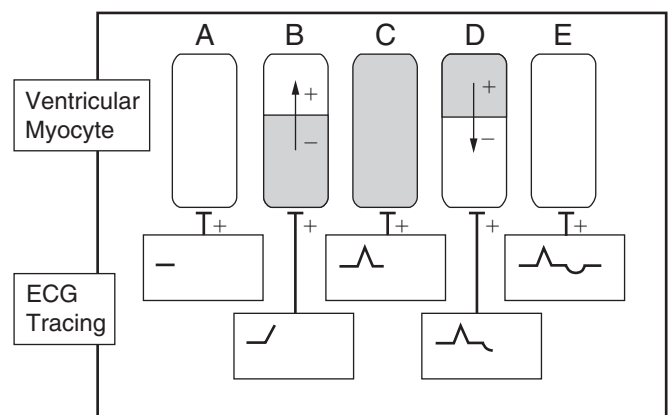 A B C D E
Ventricular
Myocyte
+ +
− −
+ + + + +
ECG
Tracing